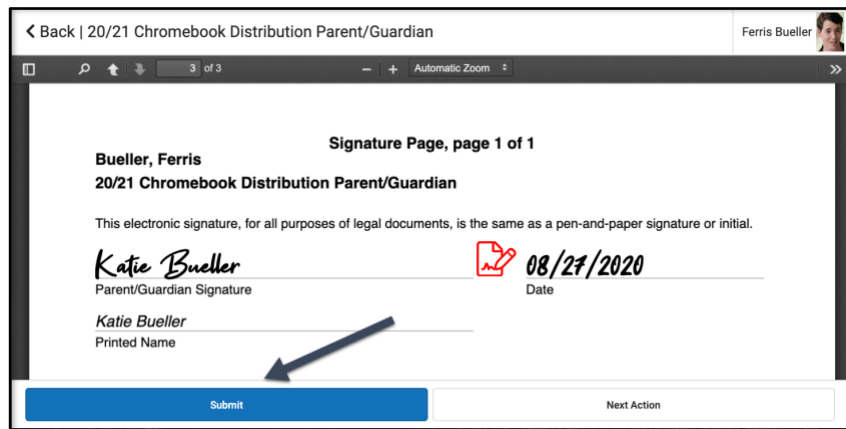 Back | 20/21 Chromebook Distribution Parent/Guardian
Ferris Bueller
3 of 3
Automatic Zoom
Signature Page, page 1 of 1
Bueller, Ferris
20/21 Chromebook Distribution Parent/Guardian
This electronic signature, for all purposes of legal documents, is the same as a pen-and-paper signature or initial.
Katie Bueller 08/27/2020
Parent/Guardian Signature Date
Katie Bueller
Printed Name
Submit Next Action